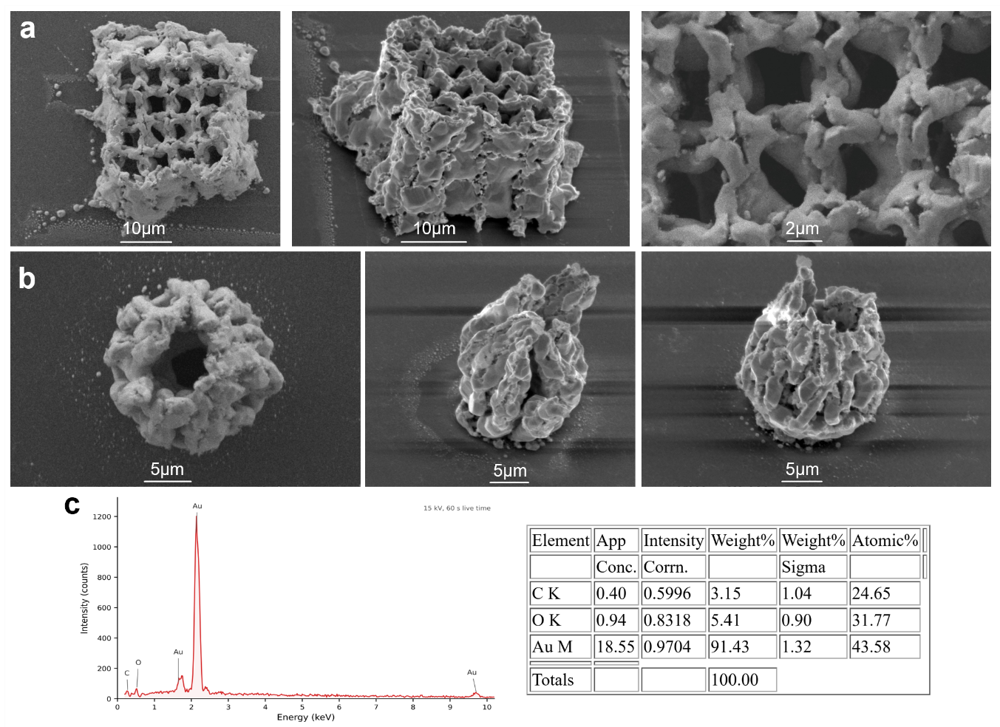 a
10μm
10μm
2μm
b
5μm
5μm
5μm
c
Au
15 kV, 60 s live time
1200
1000
800
600
400
200
0
Intensity (counts)
C
O
Au
Au
0 1 2 3 4 5 6 7 8 9 10
Energy (keV)
Element App Intensity Weight% Weight% Atomic%
Conc. Corrn. Sigma
C K 0.40 0.5996 3.15 1.04 24.65
O K 0.94 0.8318 5.41 0.90 31.77
Au M 18.55 0.9704 91.43 1.32 43.58
Totals 100.00